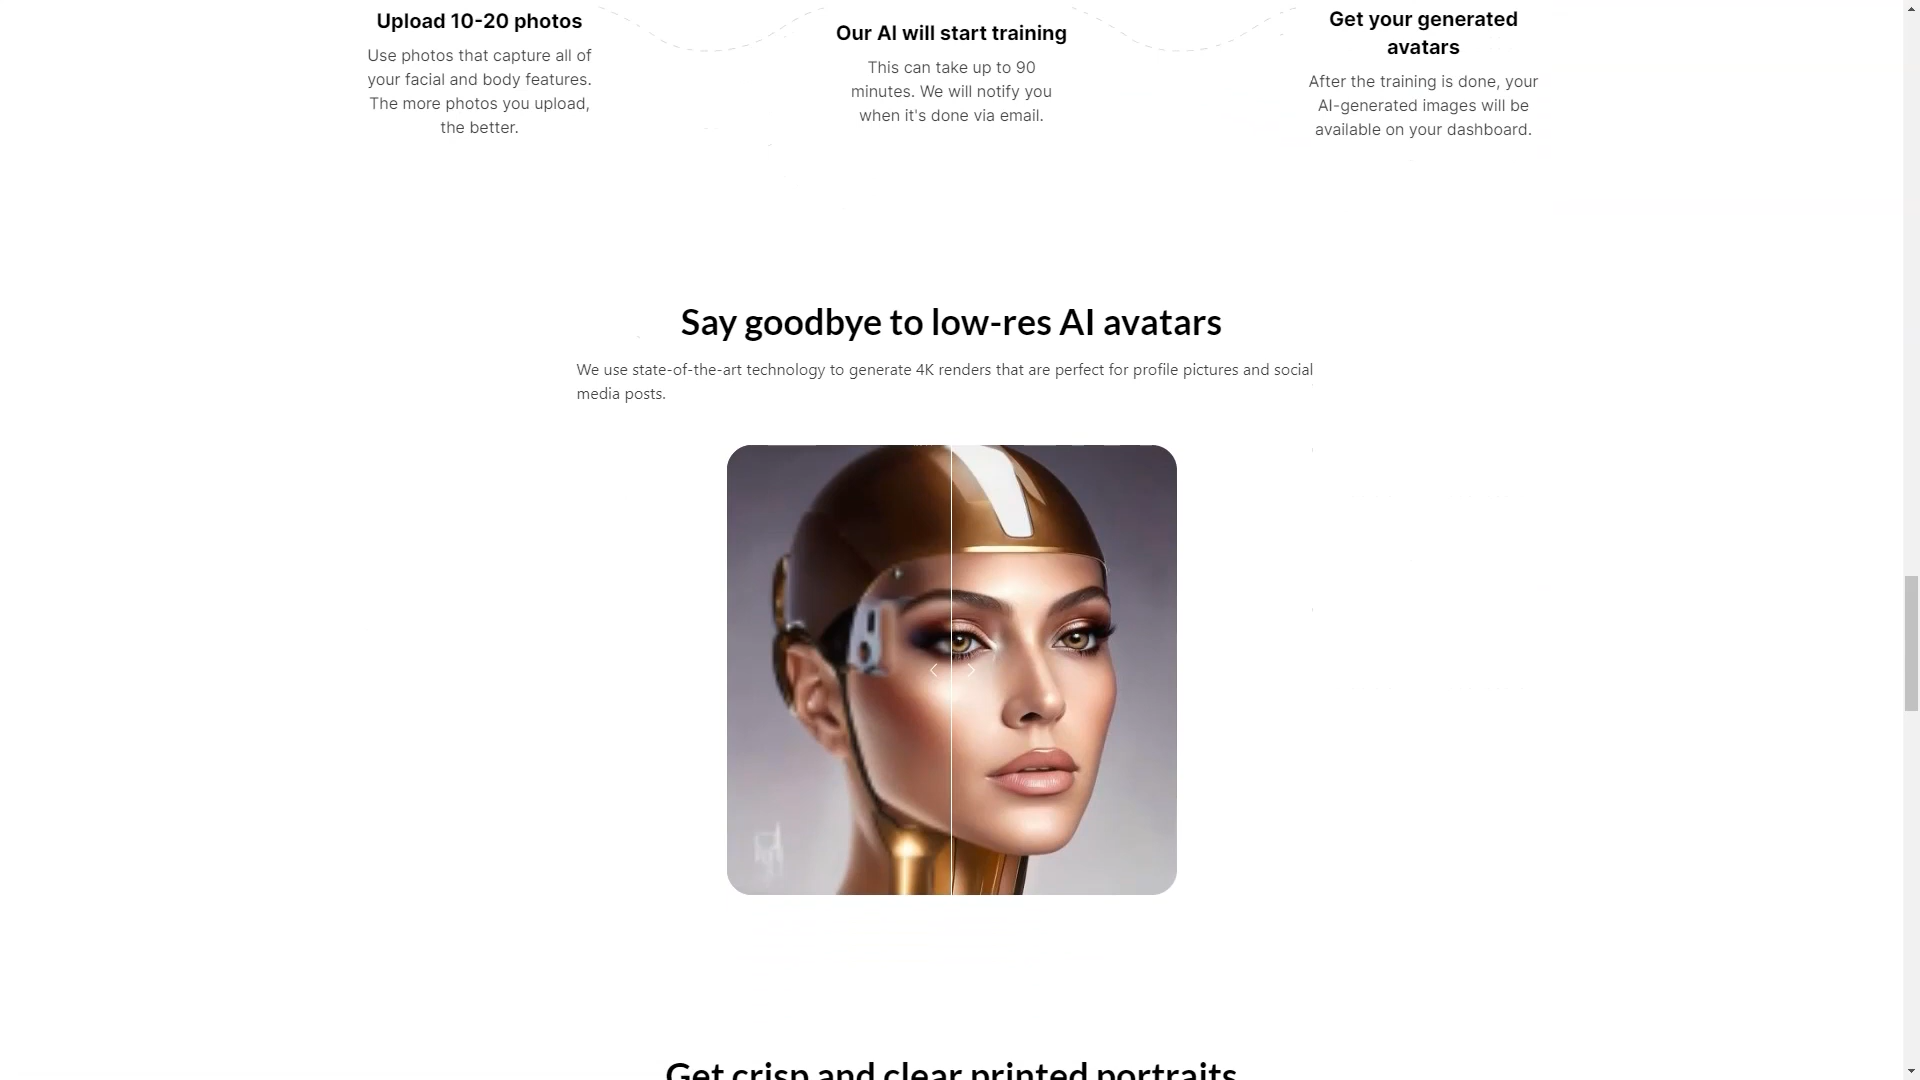 Upload 10-20 photos
Use photos that capture all of
your facial and body features.
The more photos you upload,
the better.
Our AI will start training
This can take up to 90
minutes. We will notify you
when it's done via email.
Get your generated
avatars
After the training is done, your
AI-generated images will be
available on your dashboard.
Say goodbye to low-res AI avatars
We use state-of-the-art technology to generate 4K renders that are perfect for profile pictures and social
media posts.
Get crisp and clear printed portraits